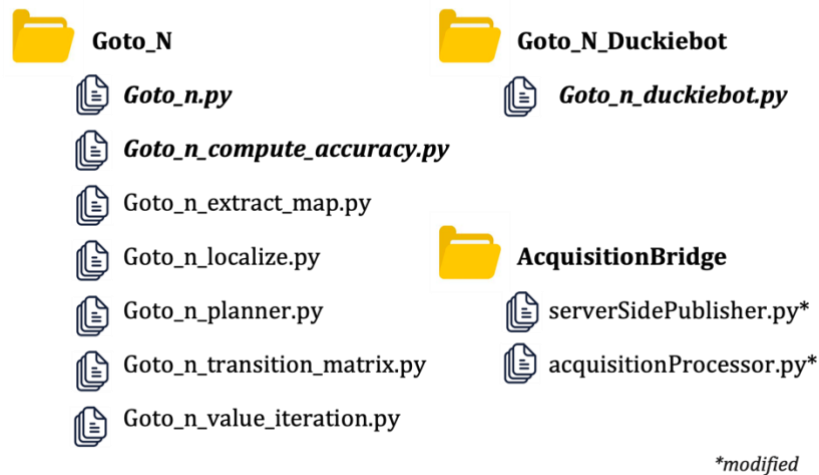 Goto_N
Goto_n.py
Goto_n_compute_accuracy.py
Goto_n_extract_map.py
Goto_n_localize.py
Goto_n_planner.py
Goto_n_transition_matrix.py
Goto_n_value_iteration.py
Goto_N_Duckiebot
Goto_n_duckiebot.py
AcquisitionBridge
serverSidePublisher.py*
acquisitionProcessor.py*
*modified